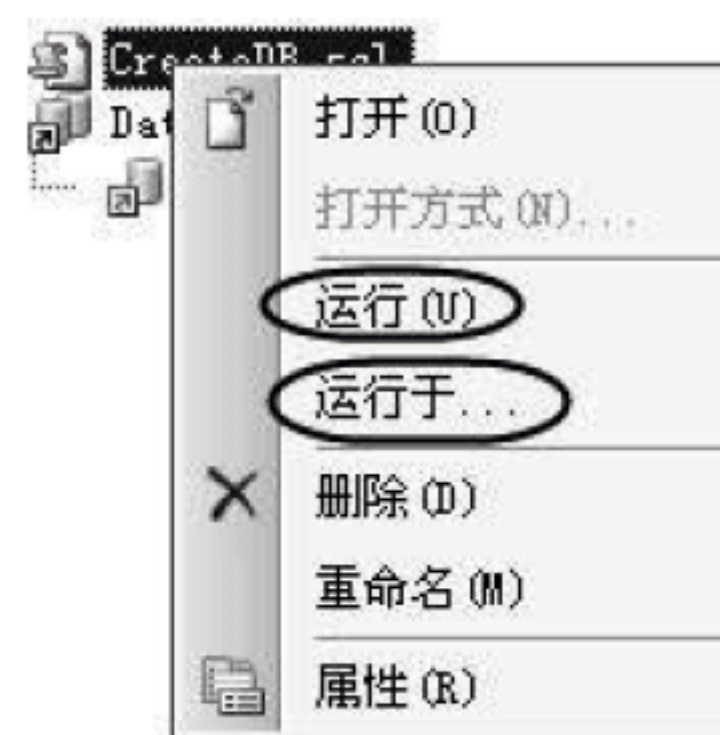 CreateDB.sql
Dat
打开(O)
打开方式(N)...
运行(U)
运行于...
删除(D)
重命名(M)
属性(R)